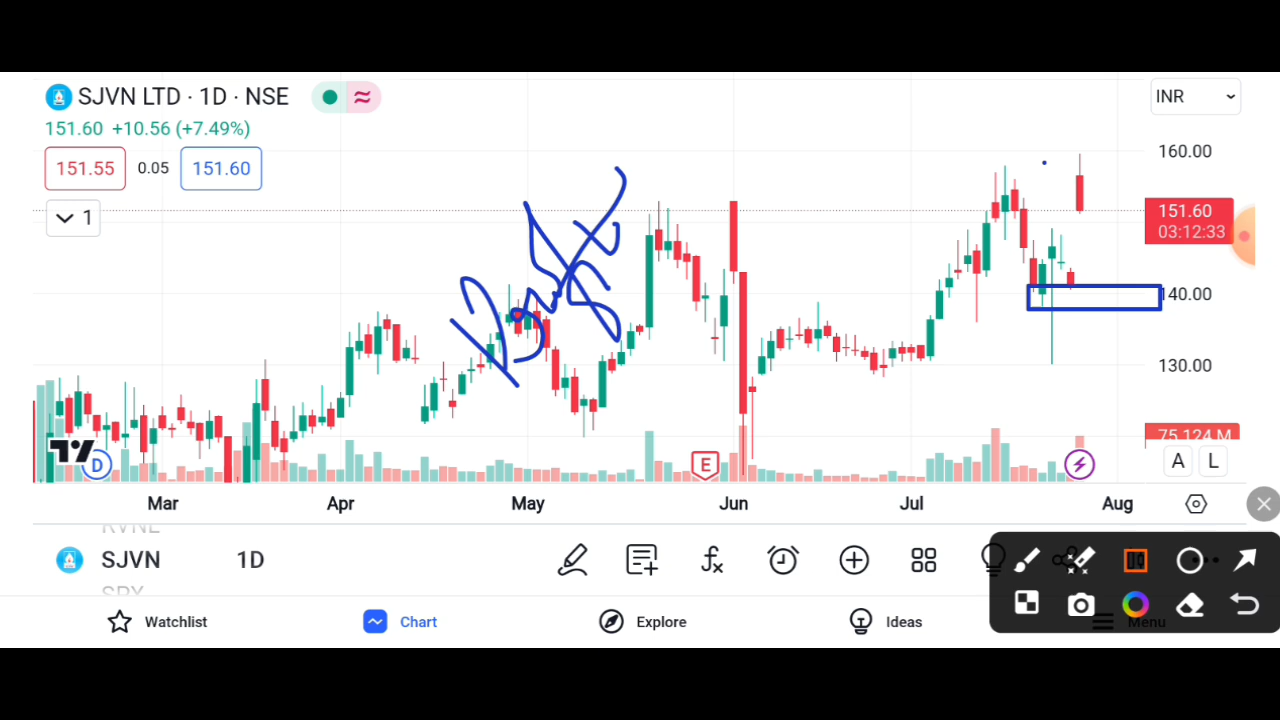 SJVN LTD · 1D · NSE
INR
151.60 +10.56 (+7.49%)
151.55 0.05 151.60
1
160.00
151.60
03:12:33
140.00
130.00
75.124 M
D
E
A L
Mar Apr May Jun Jul Aug
RVNL
SJVN 1D
SPY
Watchlist Chart Explore Ideas Menu